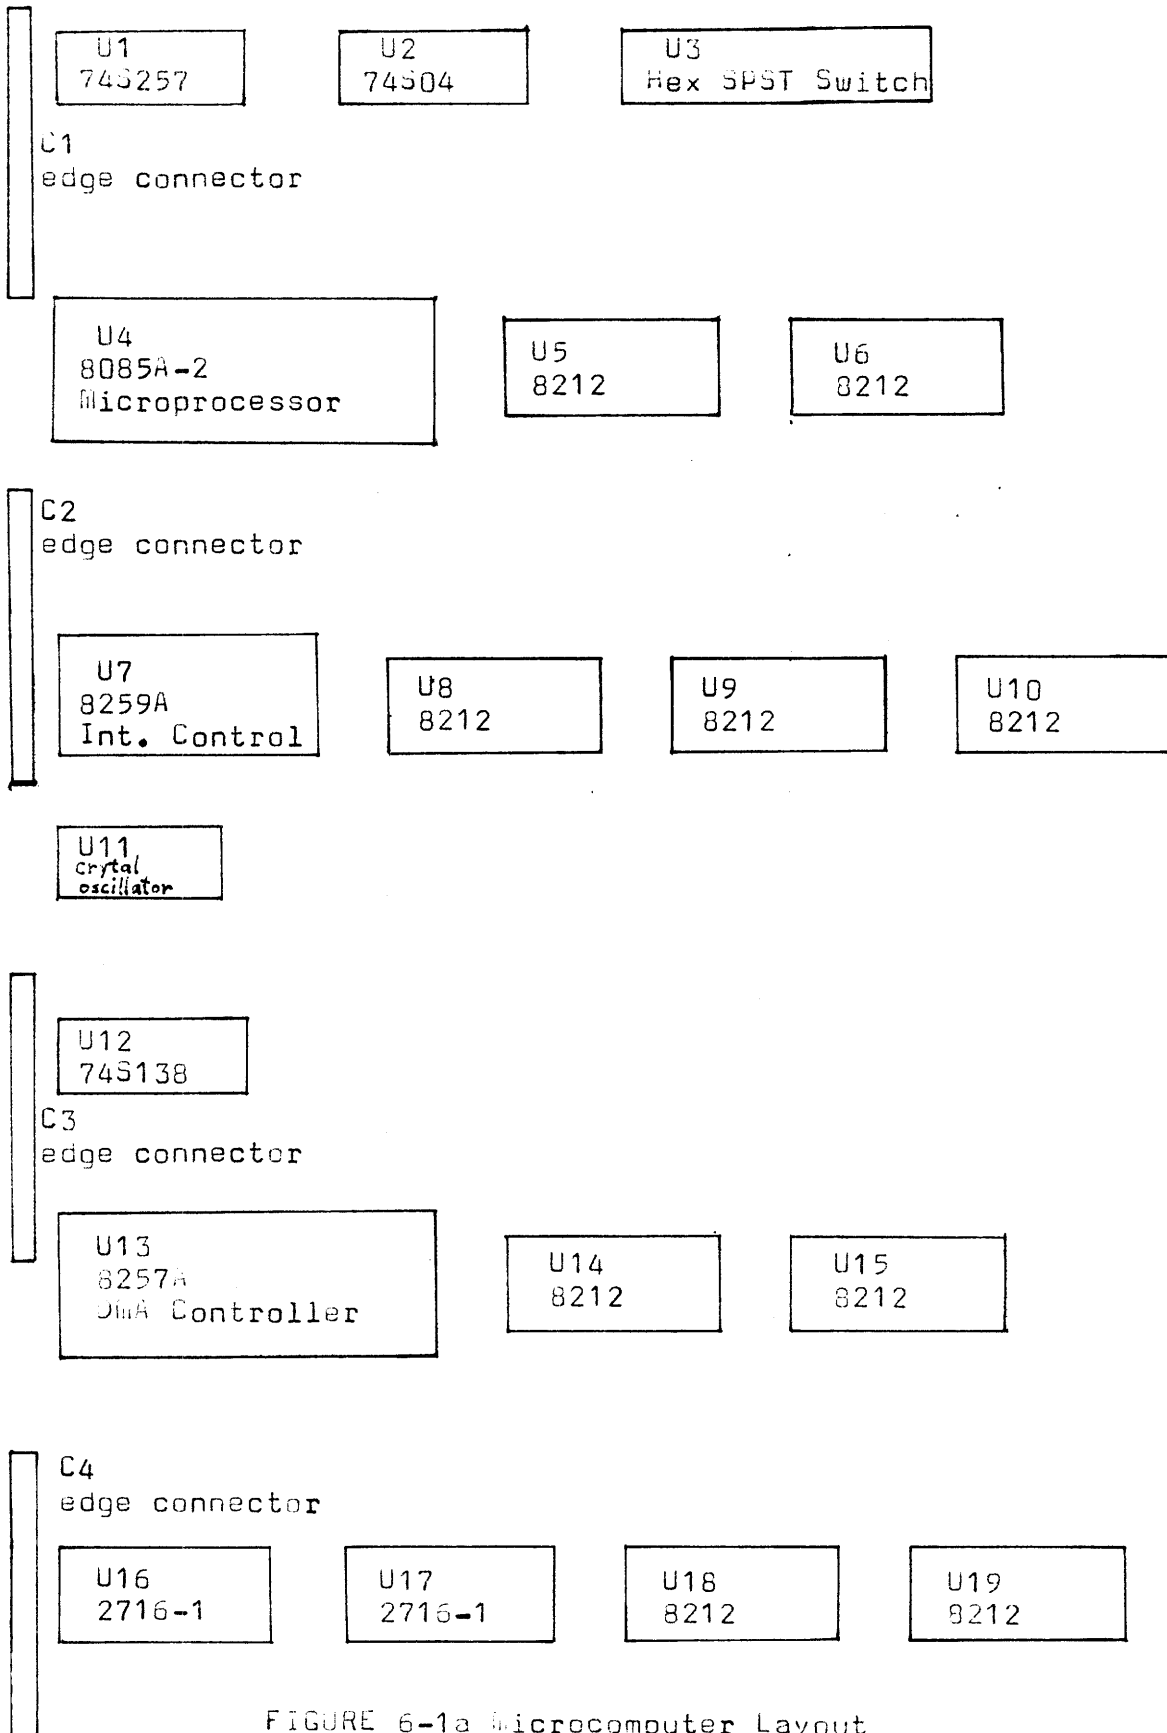 U1
74S257
U2
74S04
U3
Hex SPST Switch
C1
edge connector
U4
8085A-2
Microprocessor
U5
8212
U6
8212
C2
edge connector
U7
8259A
Int. Control
U8
8212
U9
8212
U10
8212
U11
crytal
oscillator
U12
74S138
C3
edge connector
U13
8257A
DMA Controller
U14
8212
U15
8212
C4
edge connector
U16
2716-1
U17
2716-1
U18
8212
U19
8212
FIGURE 6-1a Microcomputer Layout